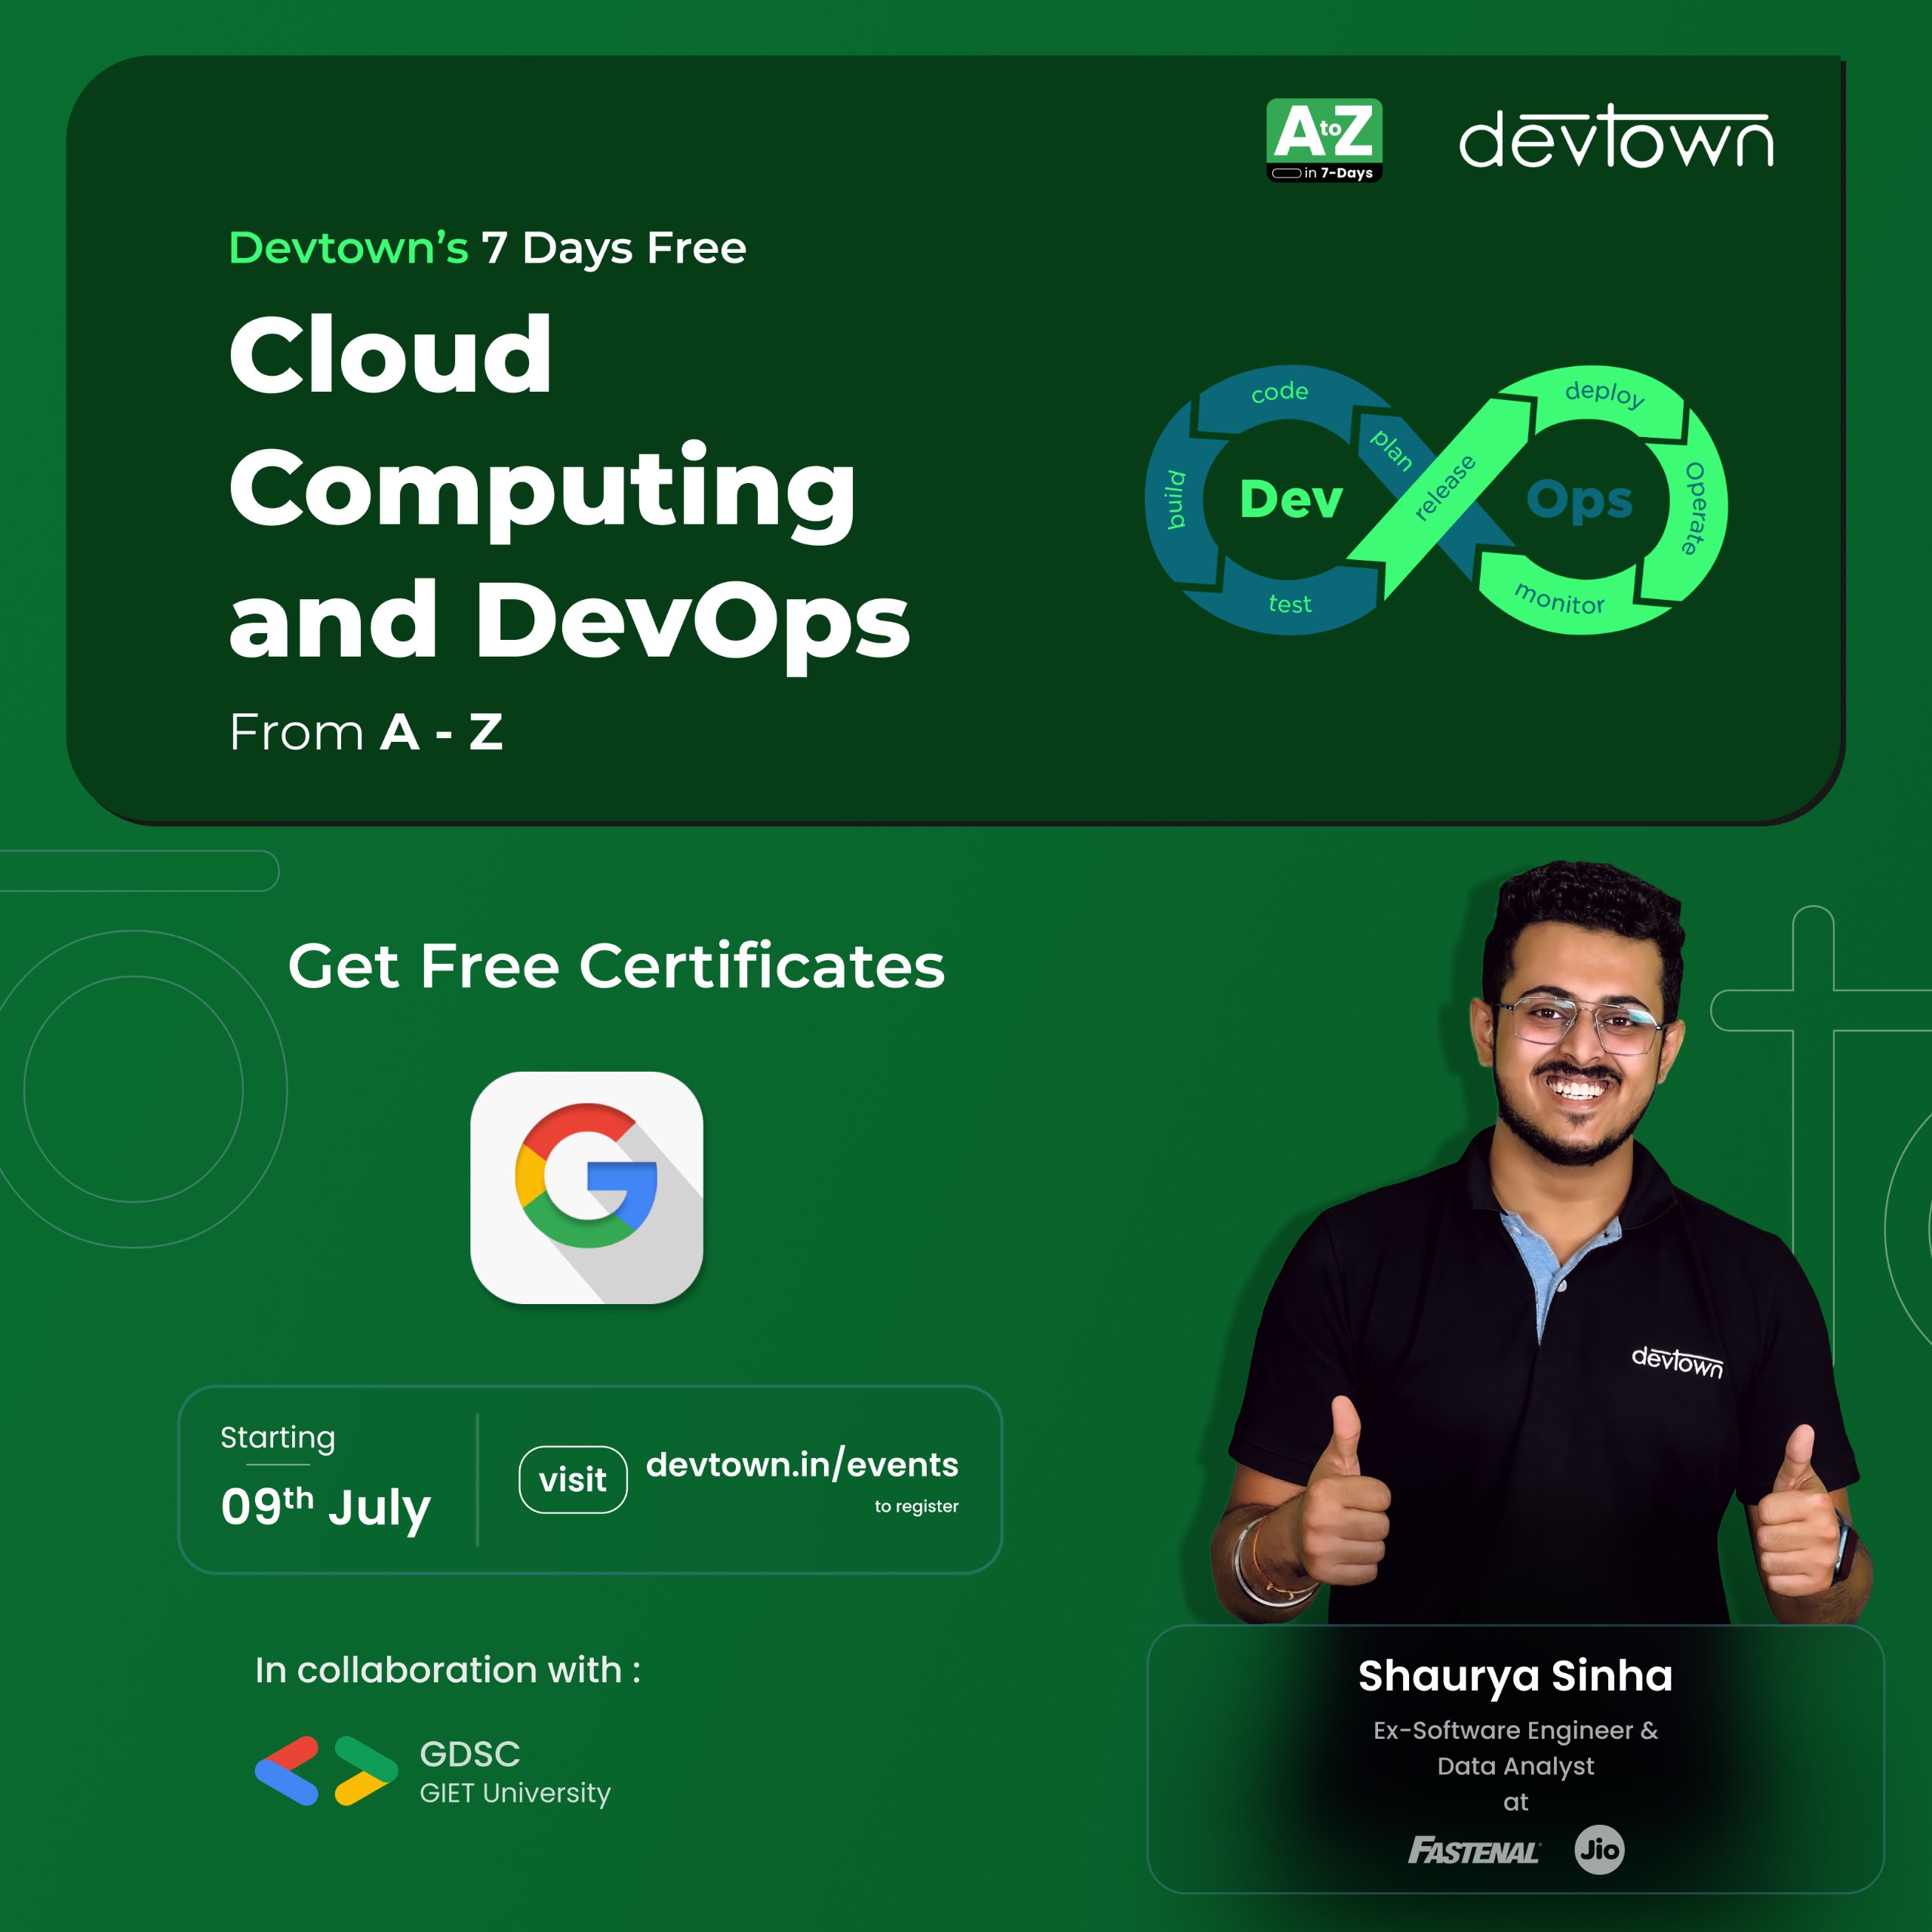 AtoZ
in 7-Days
devtown
Devtown's 7 Days Free
Cloud
Computing
and DevOps
From A - Z
code
plan
build
Dev
test
release
deploy
Ops
Operate
monitor
Get Free Certificates
G
devtown
Starting
09th July
visit
devtown.in/events
to register
In collaboration with :
GDSC
GIET University
Shaurya Sinha
Ex-Software Engineer &
Data Analyst
at
FASTENAL
Jio